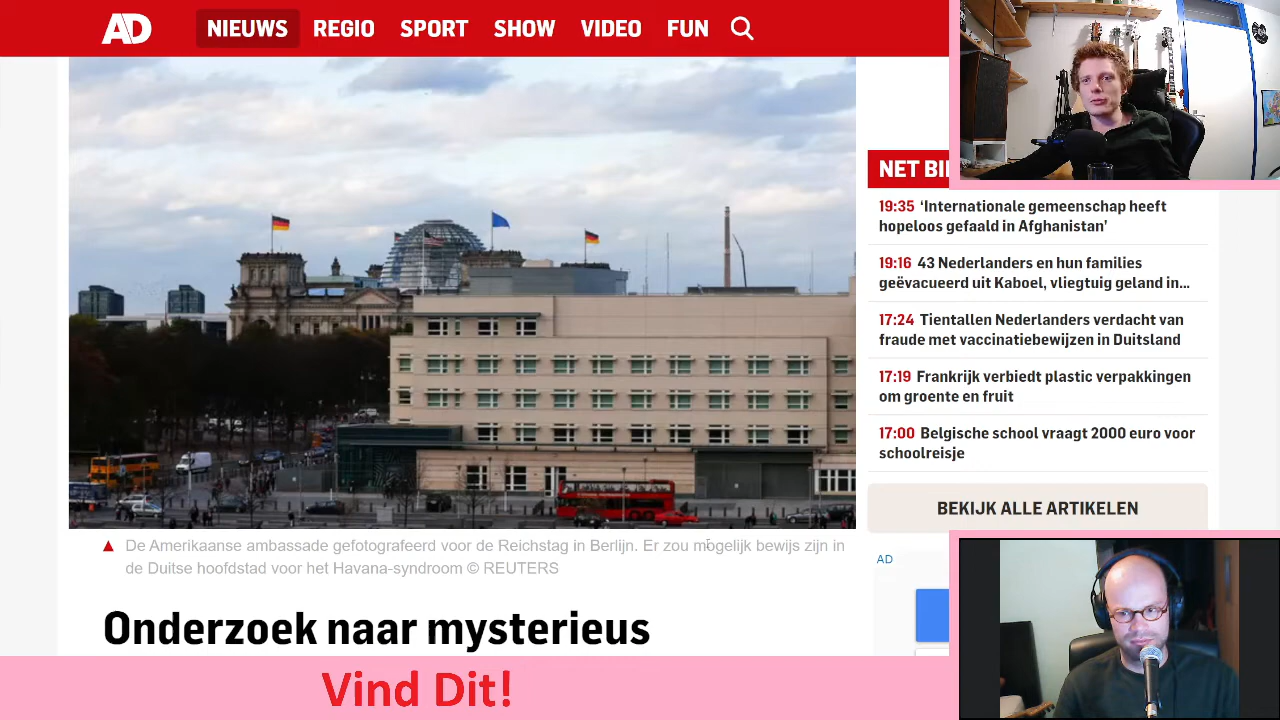 AD NIEUWS REGIO SPORT SHOW VIDEO FUN
NET
19:35 ‘Internationale gemeenschap heeft
hopeloos gefaald in Afghanistan’
19:16 43 Nederlanders en hun families
geëvacueerd uit Kaboel, vliegtuig geland in...
17:24 Tientallen Nederlanders verdacht van
fraude met vaccinatiebewijzen in Duitsland
17:19 Frankrijk verbiedt plastic verpakkingen
om groente en fruit
17:00 Belgische school vraagt 2000 euro voor
schoolreisje
BEKIJK ALLE ARTIKELEN
AD
De Amerikaanse ambassade gefotografeerd voor de Reichstag in Berlijn. Er zou mogelijk bewijs zijn in
de Duitse hoofdstad voor het Havana-syndroom © REUTERS
Onderzoek naar mysterieus
Vind Dit!